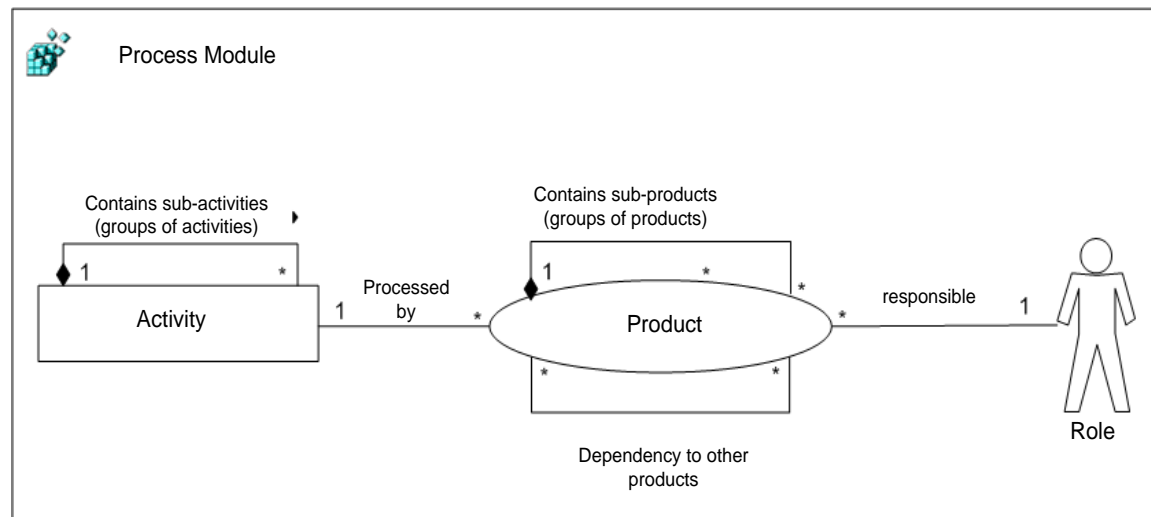 Process Module
Contains sub-activities
(groups of activities)
1
*
Activity
1
Processed
by
*
Contains sub-products
(groups of products)
1
*
*
Product
*
*
Dependency to other
products
*
responsible
1
Role